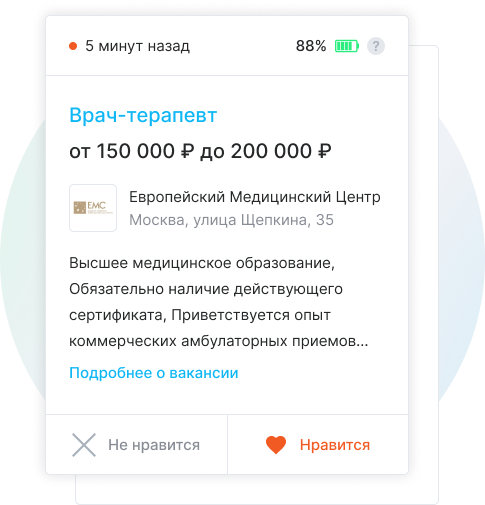 5 минут назад
88%
?
Врач-терапевт
от 150 000 ₽ до 200 000 ₽
EMC
Европейский Медицинский Центр
Москва, улица Щепкина, 35
Высшее медицинское образование,
Обязательно наличие действующего
сертификата, Приветствуется опыт
коммерческих амбулаторных приемов...
Подробнее о вакансии
Не нравится
Нравится